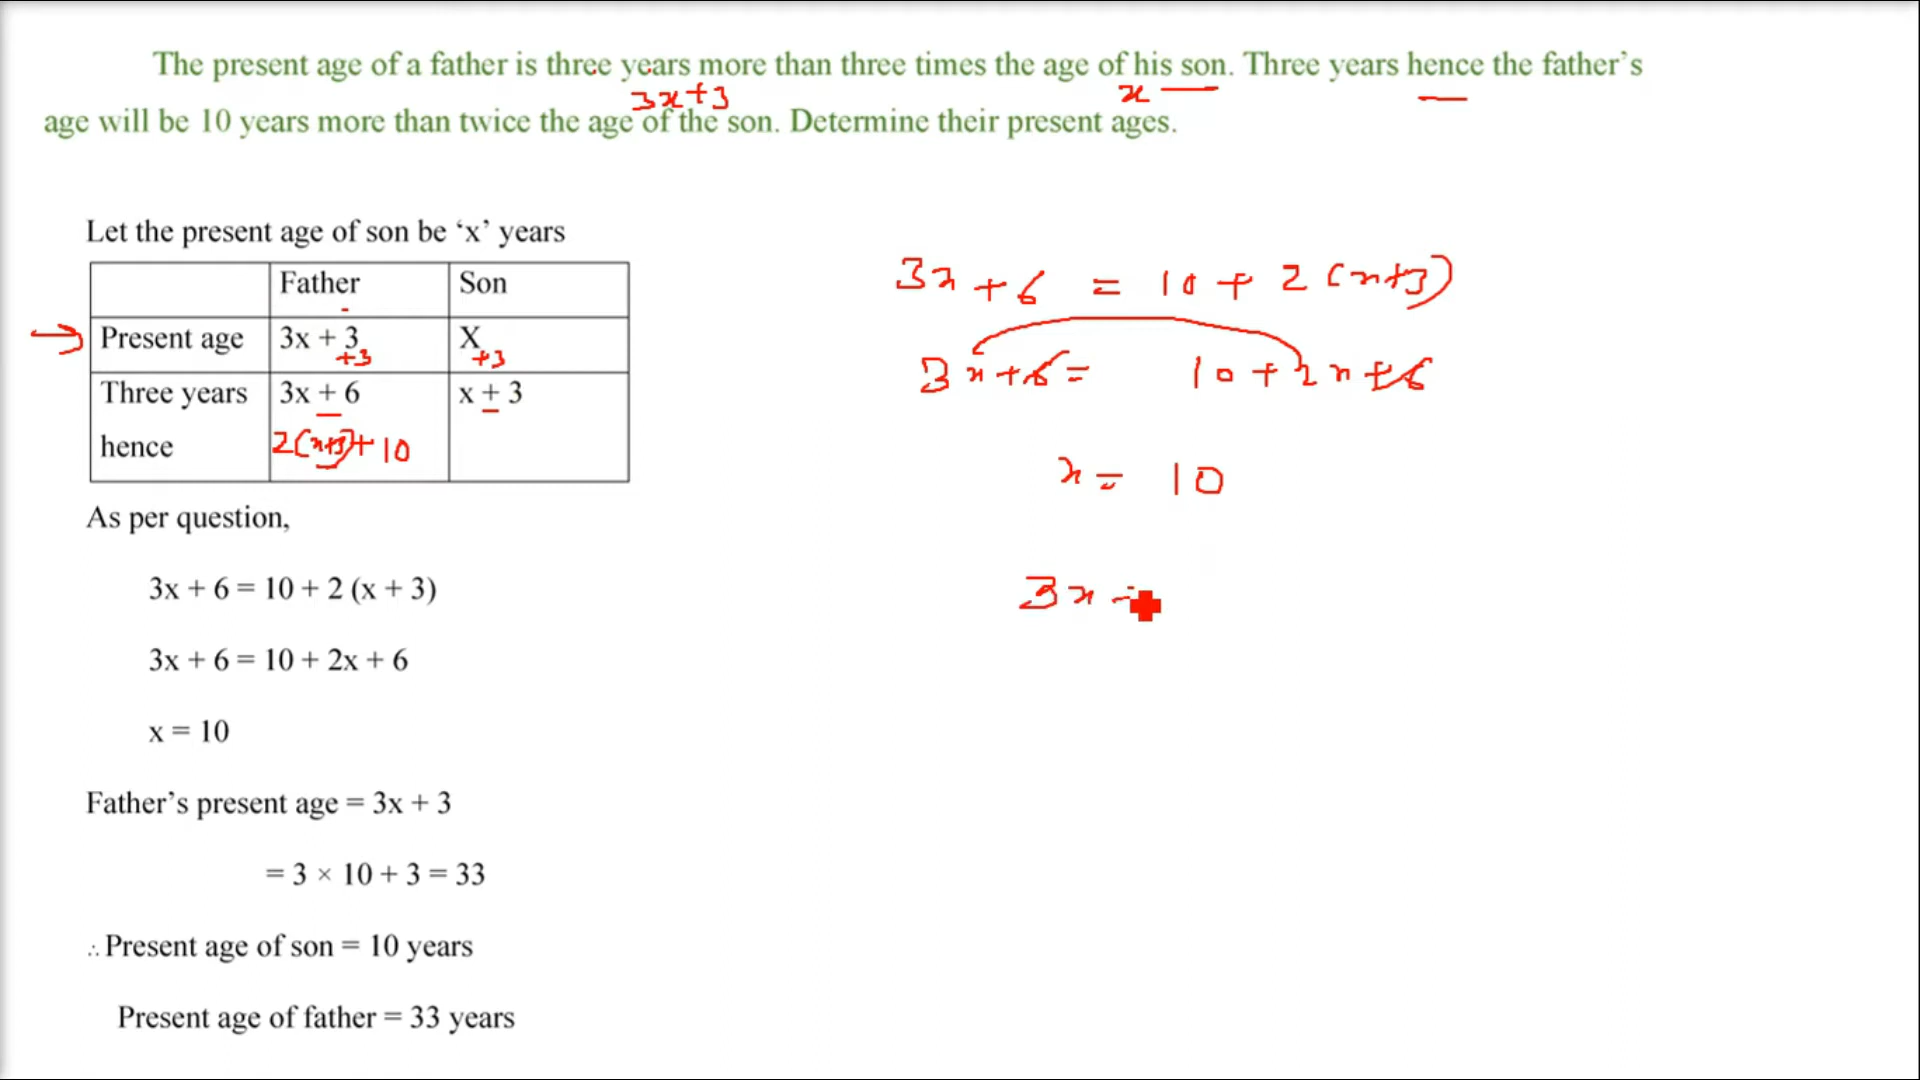 The present age of a father is three years more than three times the age of his son. Three years hence the father's
3x+3 x
age will be 10 years more than twice the age of the son. Determine their present ages.
Let the present age of son be ‘x’ years
Father Son
Present age 3x + 3 X
+3 +3
Three years 3x + 6 x + 3
hence 2(x+3)+10
As per question,
3x + 6 = 10 + 2 (x + 3)
3x + 6 = 10 + 2x + 6
x = 10
Father’s present age = 3x + 3
= 3 × 10 + 3 = 33
∴ Present age of son = 10 years
Present age of father = 33 years
3x + 6 = 10 + 2(x+3)
3x+6= 10+2x+6
x= 10
3x